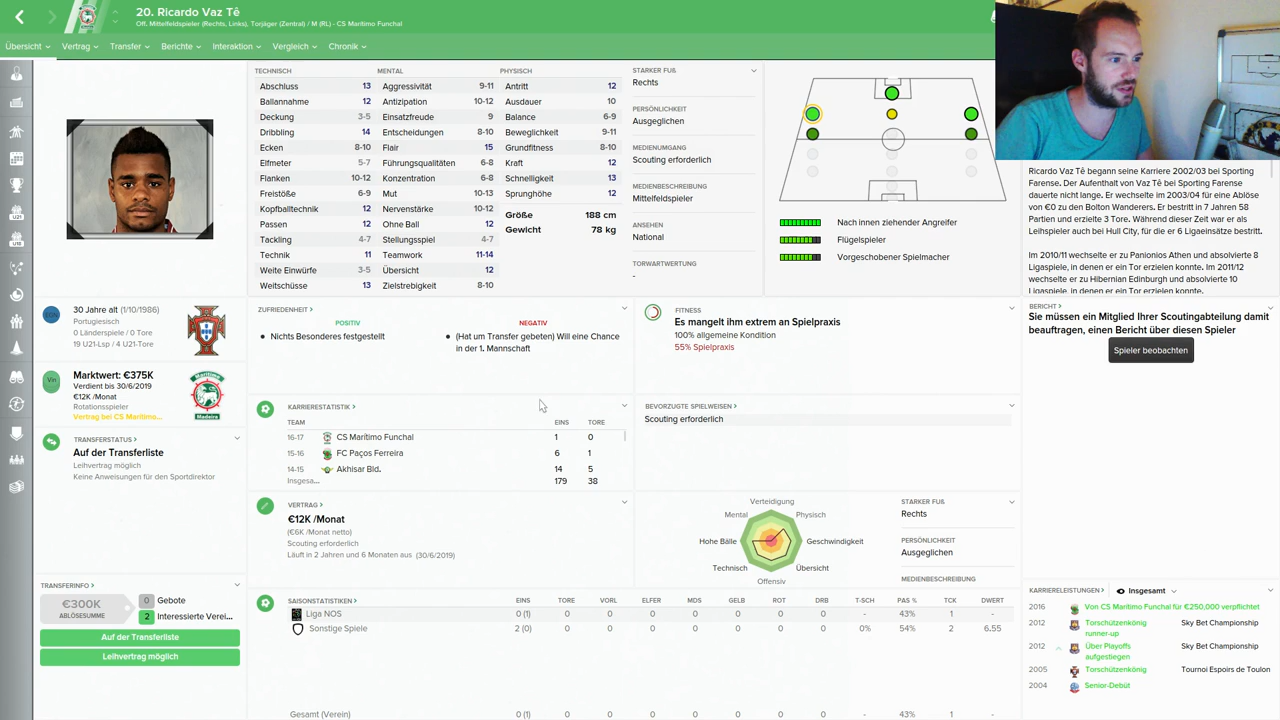 20. Ricardo Vaz Tê
Off. Mittelfeldspieler (Rechts, Links), Torjäger (Zentral) / M (RL) - CS Marítimo Funchal
Übersicht Vertrag Transfer Berichte Interaktion Vergleich Chronik
TECHNISCH
Abschluss 13
Ballannahme 12
Deckung 3-5
Dribbling 14
Ecken 8-10
Elfmeter 5-7
Flanken 10-12
Freistöße 6-9
Kopfballtechnik 12
Passen 12
Tackling 4-7
Technik 11
Weite Einwürfe 3-5
Weitschüsse 13
MENTAL
Aggressivität 9-11
Antizipation 10-12
Einsatzfreude 9
Entscheidungen 8-10
Flair 15
Führungsqualitäten 6-8
Konzentration 6-8
Mut 10-13
Nervenstärke 10-12
Ohne Ball 12
Stellungsspiel 4-7
Teamwork 11-14
Übersicht 12
Zielstrebigkeit 8-10
PHYSISCH
Antritt 12
Ausdauer 10
Balance 6-9
Beweglichkeit 9-11
Grundfitness 8-10
Kraft 12
Schnelligkeit 13
Sprunghöhe 12
Größe 188 cm
Gewicht 78 kg
STARKER FUß
Rechts
PERSÖNLICHKEIT
Ausgeglichen
MEDIENUMGANG
Scouting erforderlich
MEDIENBESCHREIBUNG
Mittelfeldspieler
ANSEHEN
National
TORWARTWERTUNG
-
Nach innen ziehender Angreifer
Flügelspieler
Vorgeschobener Spielmacher
Ricardo Vaz Tê begann seine Karriere 2002/03 bei Sporting
Farense. Der Aufenthalt von Vaz Tê bei Sporting Farense
dauerte nicht lange. Er wechselte im 2003/04 für eine Ablöse
von €0 zu den Bolton Wanderers. Er bestritt in 7 Jahren 58
Partien und erzielte 3 Tore. Während dieser Zeit war er als
Leihspieler auch bei Hull City, für die er 6 Ligaeinsätze bestritt.
Im 2010/11 wechselte er zu Panionios Athen und absolvierte 8
Ligaspiele, in denen er ein Tor erzielen konnte. Im 2011/12
wechselte er zu Hibernian Edinburgh und absolvierte 10
Ligaspiele, in denen er ein Tor erzielen konnte.
U21
U18
30 Jahre alt (1/10/1986)
Portugiesisch
0 Länderspiele / 0 Tore
19 U21-Lsp / 4 U21-Tore
Vin
Marktwert: €375K
Verdient bis 30/6/2019
€12K /Monat
Rotationsspieler
Vertrag bei CS Marítimo...
TRANSFERSTATUS
Auf der Transferliste
Leihvertrag möglich
Keine Anweisungen für den Sportdirektor
TRANSFERINFO
€300K
ABLÖSESUMME
0 Gebote
2 Interessierte Verei...
Auf der Transferliste
Leihvertrag möglich
ZUFRIEDENHEIT
POSITIV
Nichts Besonderes festgestellt
NEGATIV
(Hat um Transfer gebeten) Will eine Chance
in der 1. Mannschaft
FITNESS
Es mangelt ihm extrem an Spielpraxis
100% allgemeine Kondition
55% Spielpraxis
BERICHT
Sie müssen ein Mitglied Ihrer Scoutingabteilung damit
beauftragen, einen Bericht über diesen Spieler
Spieler beobachten
KARRIERESTATISTIK
TEAM EINS TORE
16-17 CS Marítimo Funchal 1 0
15-16 FC Paços Ferreira 6 1
14-15 Akhisar Bld. 14 5
Insgesa... 179 38
BEVORZUGTE SPIELWEISEN
Scouting erforderlich
VERTRAG
€12K /Monat
(€6K /Monat netto)
Scouting erforderlich
Läuft in 2 Jahren und 6 Monaten aus (30/6/2019)
Verteidigung
Mental Physisch
Hohe Bälle Geschwindigkeit
Technisch Übersicht
Offensiv
STARKER FUß
Rechts
PERSÖNLICHKEIT
Ausgeglichen
MEDIENBESCHREIBUNG
SAISONSTATISTIKEN EINS TORE VORL ELFER MDS GELB ROT DRB T-SCH PAS % TCK DWERT
Liga NOS 0 (1) 0 0 0 0 0 0 0 - 43% 1 -
Sonstige Spiele 2 (0) 0 0 0 0 0 0 0 0% 54% 2 6.55
Gesamt (Verein) 0 (1) 0 0 0 0 0 0 0 - 43% 1 -
KARRIERELEISTUNGEN Insgesamt
2016 Von CS Marítimo Funchal für €250,000 verpflichtet
2012 Torschützenkönig Sky Bet Championship
runner-up
2012 Über Playoffs Sky Bet Championship
aufgestiegen
2005 Torschützenkönig Tournoi Espoirs de Toulon
2004 Senior-Debüt